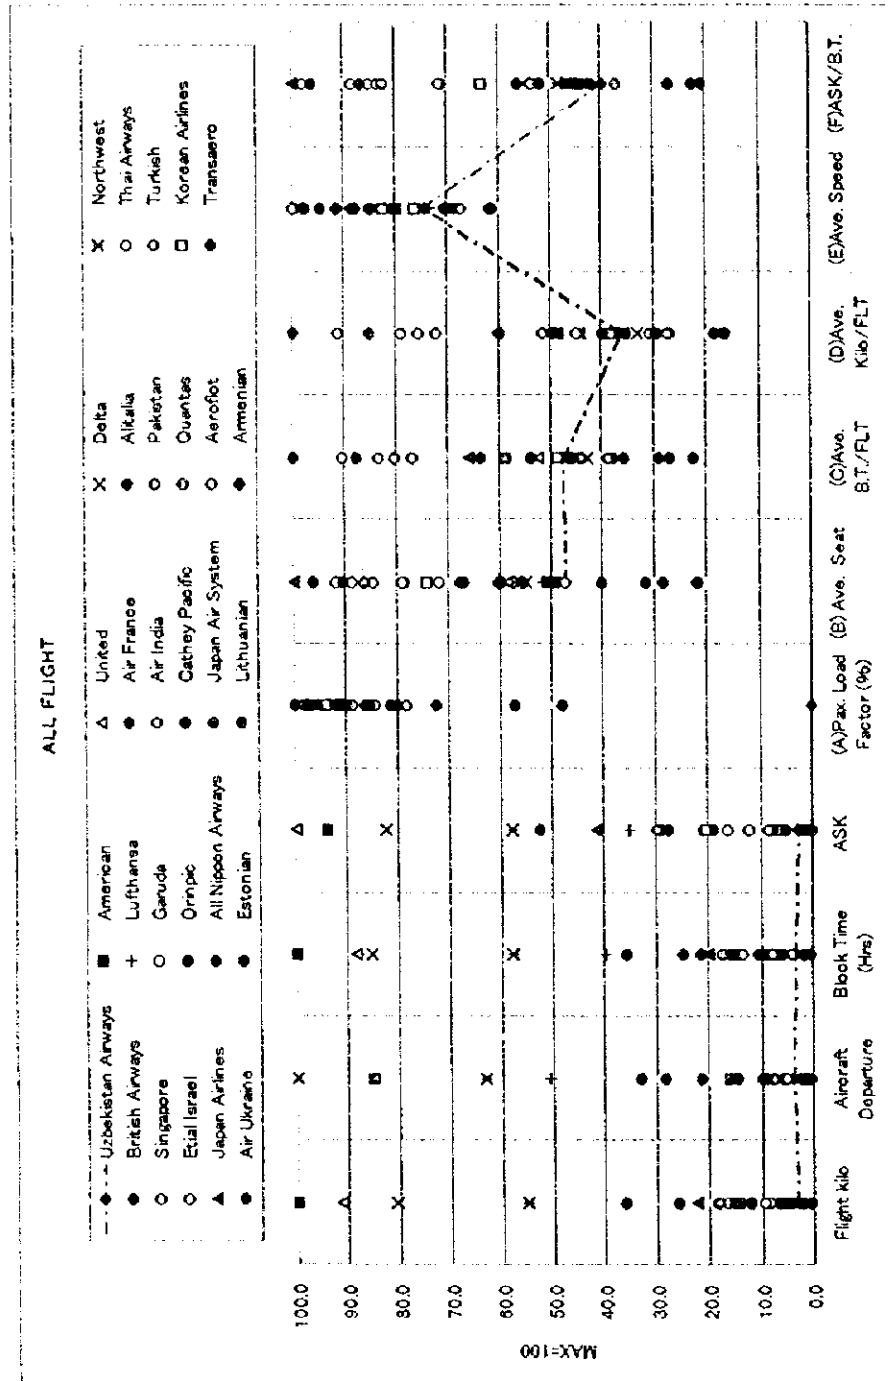 ALL FLIGHT
Uzbekistan Airways American United Delta Northwest
British Airways Lufthansa Air France Alitalia Thai Airways
Singapore Garuda Air India Pakistan Turkish
Etial Israel Orinpic Cathey Pacific Quantas Korean Airlines
Japan Airlines All Nippon Airways Japan Air System Aeroflot Transaero
Air Ukraine Estonian Lithuanian Armenian
MAX=100
100.0
90.0
80.0
70.0
60.0
50.0
40.0
30.0
20.0
10.0
0.0
Flight kilo
Aircraft
Departure
Block Time
(Hrs)
ASK
(A)Pax. Load
Factor (%)
(B) Ave. Seat
(C)Ave.
B.T./FLT
(D)Ave.
Kilo/FLT
(E)Ave. Speed
(F)ASK/B.T.